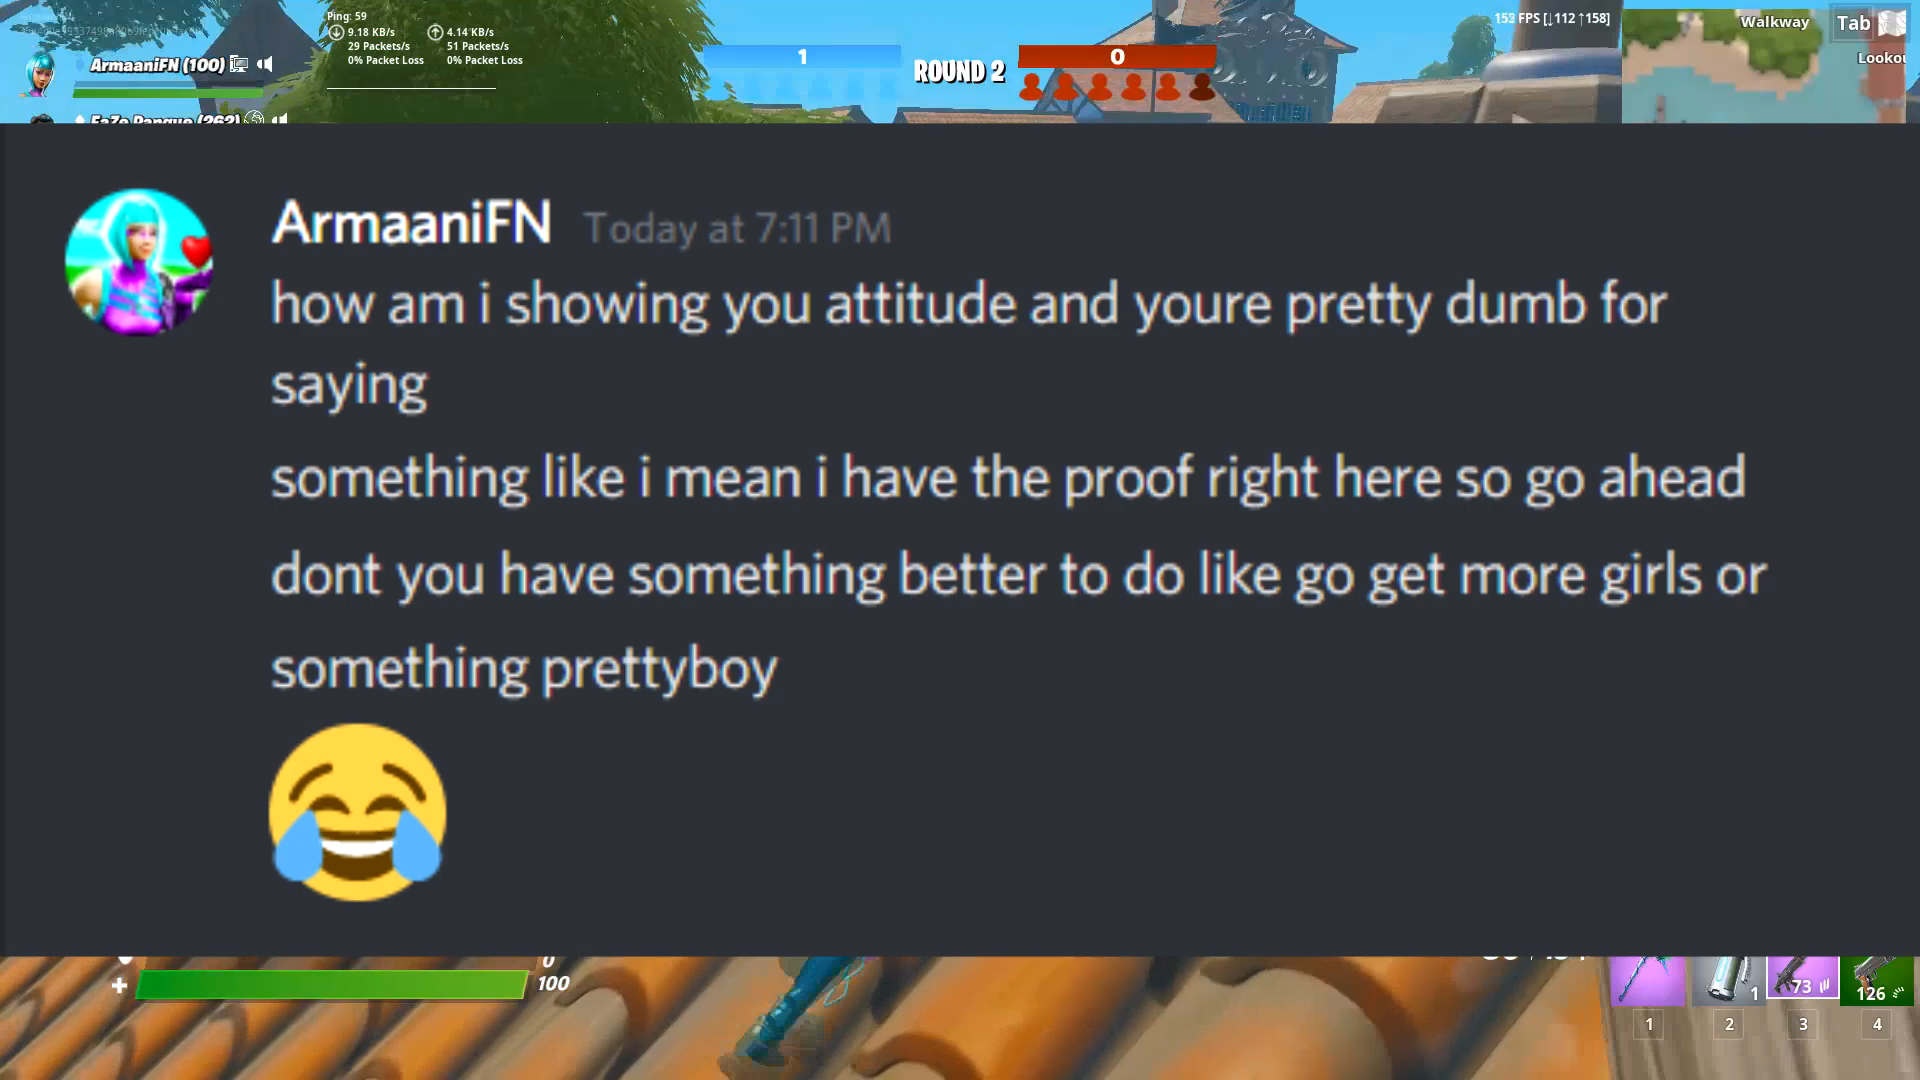 Ping: 59
9.18 KB/s 4.14 KB/s
29 Packets/s 51 Packets/s
0% Packet Loss 0% Packet Loss
ArmaaniFN (100)
1 ROUND 2 0
153 FPS [↓112 ↑158]
Walkway Tab
ArmaaniFN Today at 7:11 PM
how am i showing you attitude and youre pretty dumb for
saying
something like i mean i have the proof right here so go ahead
dont you have something better to do like go get more girls or
something prettyboy
0
100
1 73 126
1 2 3 4